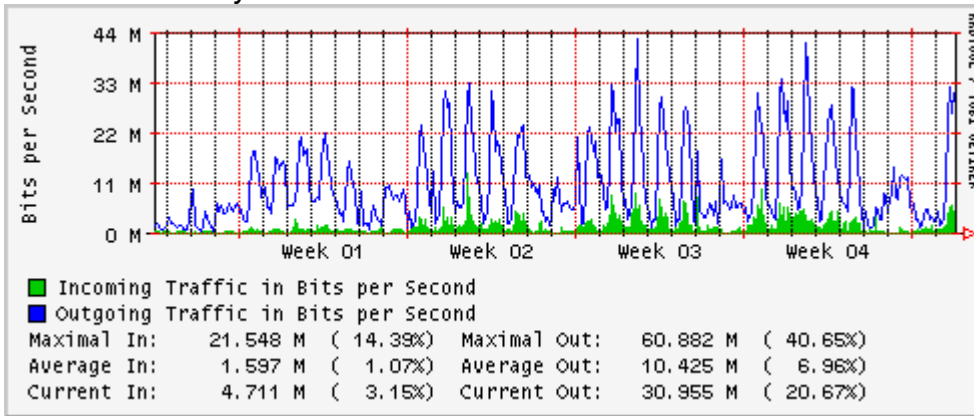 44 M
33 M
22 M
11 M
0 M
Bits per Second
Week 01 Week 02 Week 03 Week 04
Incoming Traffic in Bits per Second
Outgoing Traffic in Bits per Second
Maximal In: 21.548 M ( 14.39%) Maximal Out: 60.882 M ( 40.65%)
Average In: 1.597 M ( 1.07%) Average Out: 10.425 M ( 6.96%)
Current In: 4.711 M ( 3.15%) Current Out: 30.955 M ( 20.67%)